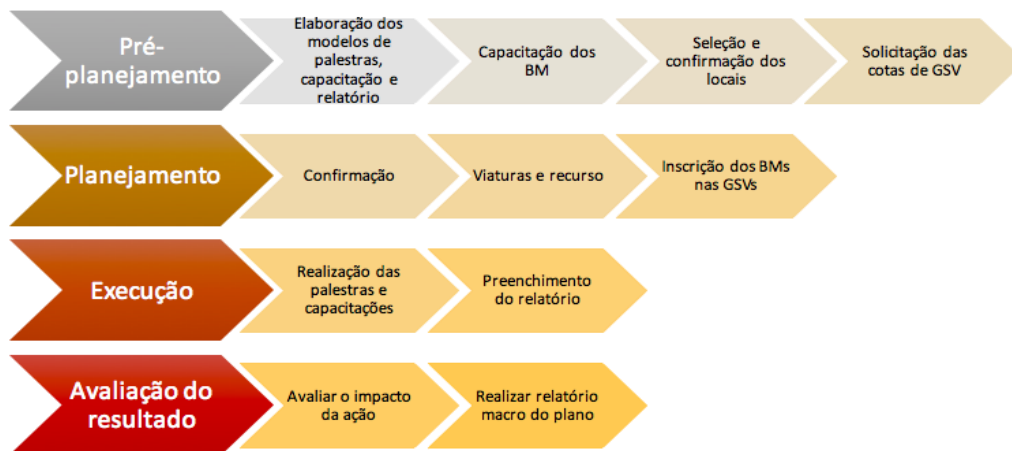 Pré-
planejamento
Elaboração dos
modelos de
palestras,
capacitação e
relatório
Capacitação dos
BM
Seleção e
confirmação dos
locais
Solicitação das
cotas de GSV
Planejamento
Confirmação
Viaturas e recurso
Inscrição dos BMs
nas GSVs
Execução
Realização das
palestras e
capacitações
Preenchimento
do relatório
Avaliação do
resultado
Avaliar o impacto
da ação
Realizar relatório
macro do plano